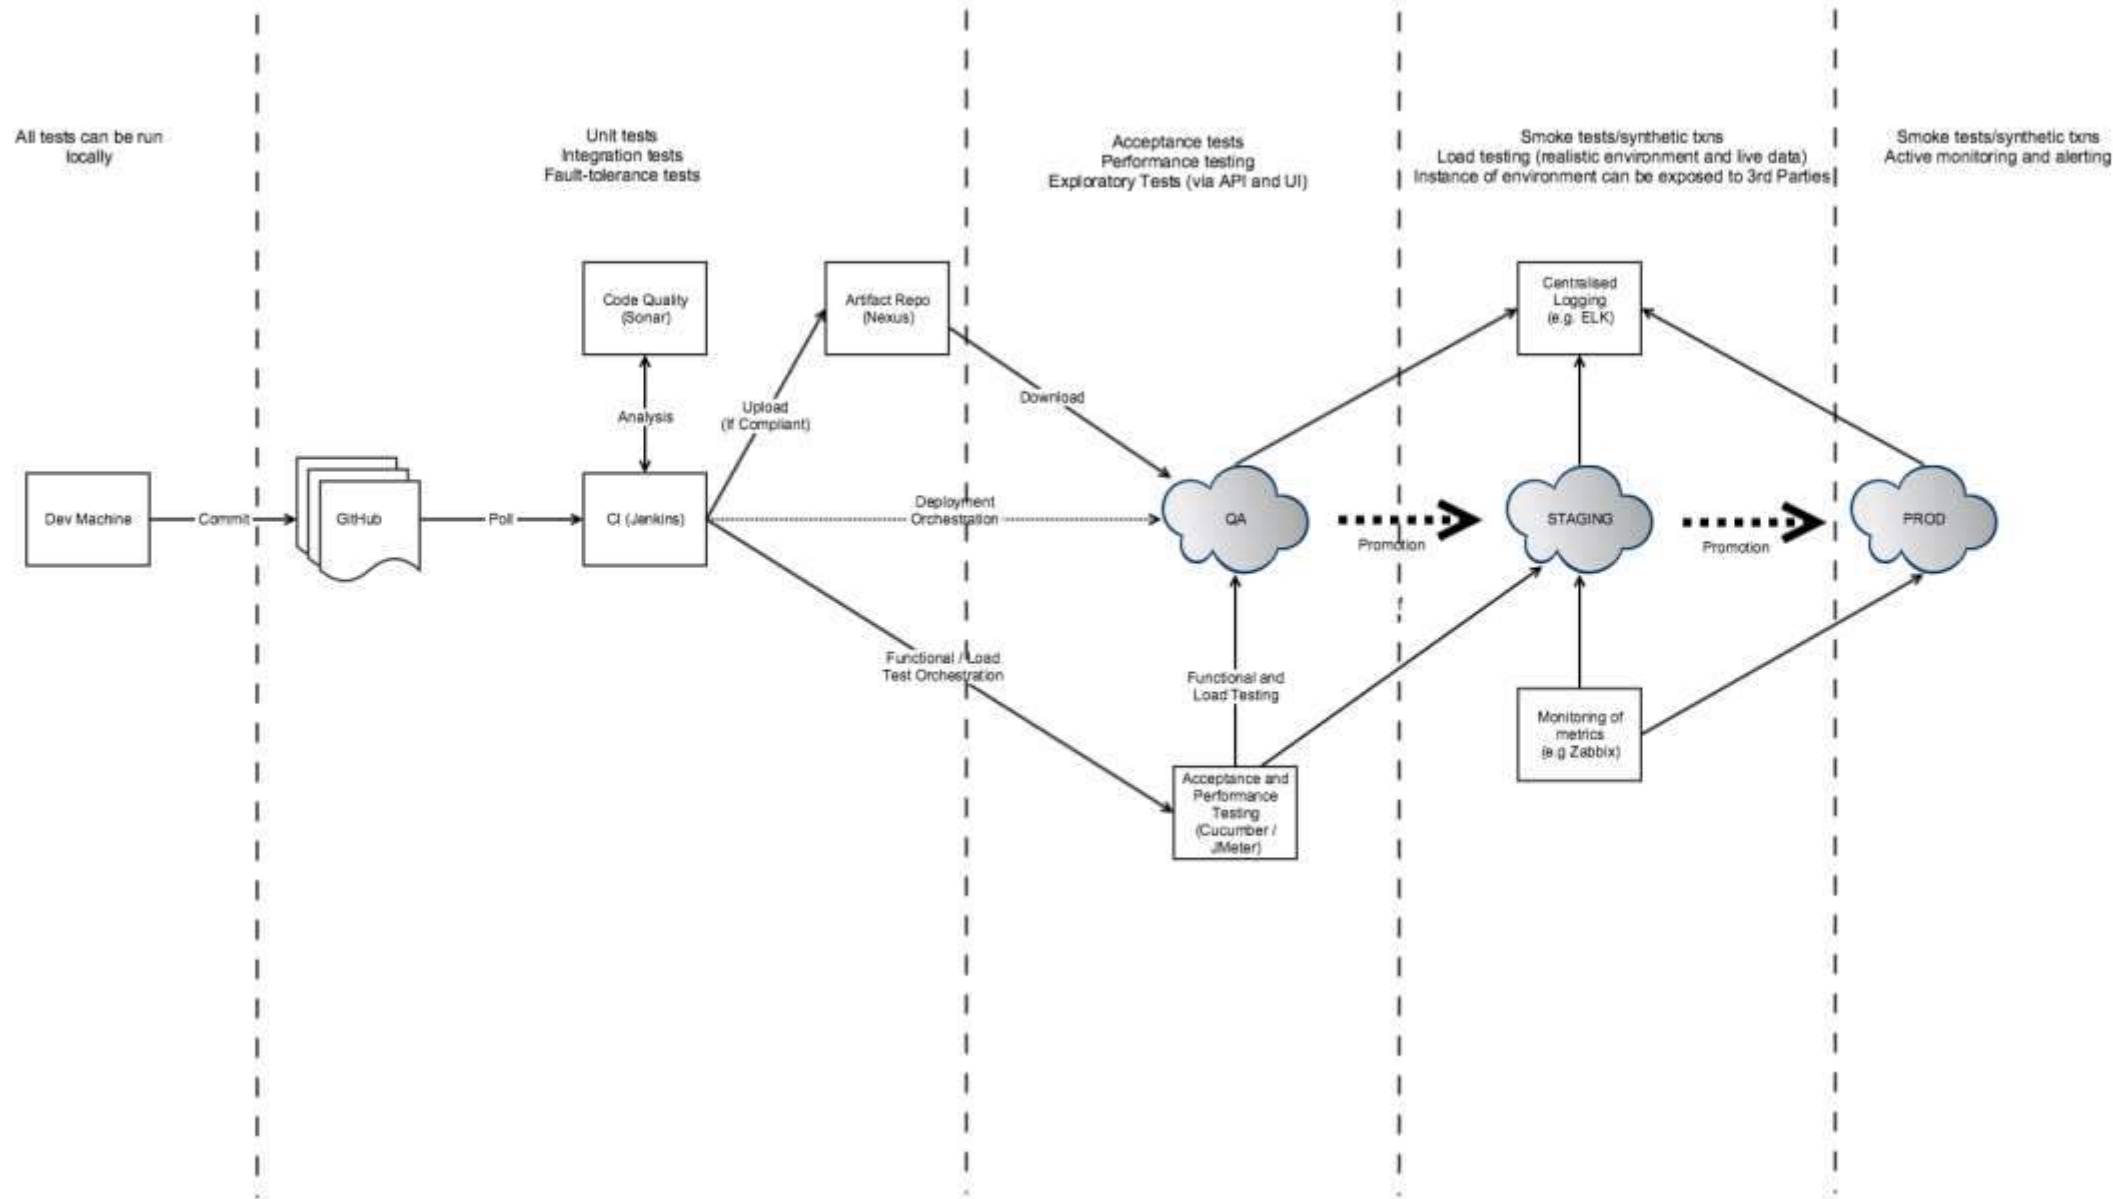 All tests can be run
locally
Unit tests
Integration tests
Fault-tolerance tests
Acceptance tests
Performance testing
Exploratory Tests (via API and UI)
Smoke tests/synthetic txns
Load testing (realistic environment and live data)
Instance of environment can be exposed to 3rd Parties
Smoke tests/synthetic txns
Active monitoring and alerting
Code Quality
(Sonar)
Artifact Repo
(Nexus)
Centralised
Logging
(e.g. ELK)
Analysis
Upload
(If Compliant)
Download
Dev Machine
Commit
GitHub
Poll
CI (Jenkins)
Deployment
Orchestration
QA
Promotion
STAGING
Promotion
PROD
f
Functional / Load
Test Orchestration
Functional and
Load Testing
Monitoring of
metrics
(e.g Zabbix)
Acceptance and
Performance
Testing
(Cucumber /
JMeter)